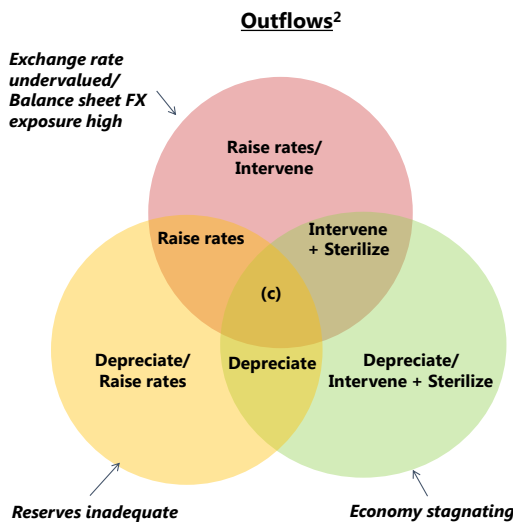 Outflows²
Exchange rate
undervalued/
Balance sheet FX
exposure high
Raise rates/
Intervene
Raise rates
Intervene
+ Sterilize
(c)
Depreciate/
Raise rates
Depreciate
Depreciate/
Intervene + Sterilize
Reserves inadequate
Economy stagnating